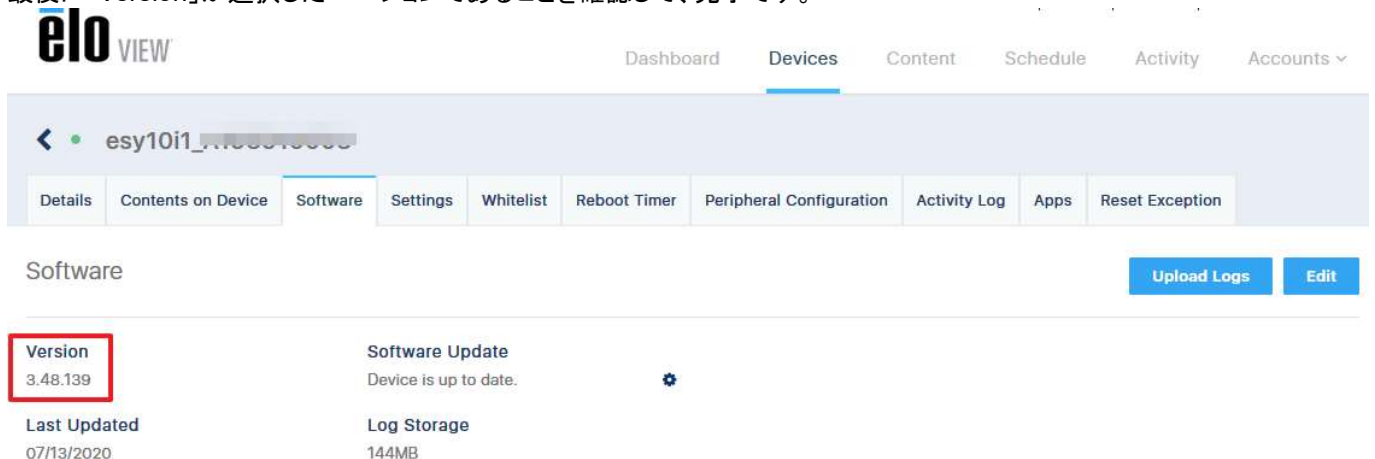 elo VIEW
Dashboard Devices Content Schedule Activity Accounts
esy10i1_
Details Contents on Device Software Settings Whitelist Reboot Timer Peripheral Configuration Activity Log Apps Reset Exception
Software
Upload Logs Edit
Version Software Update
3.48.139 Device is up to date.
Last Updated Log Storage
07/13/2020 144MB